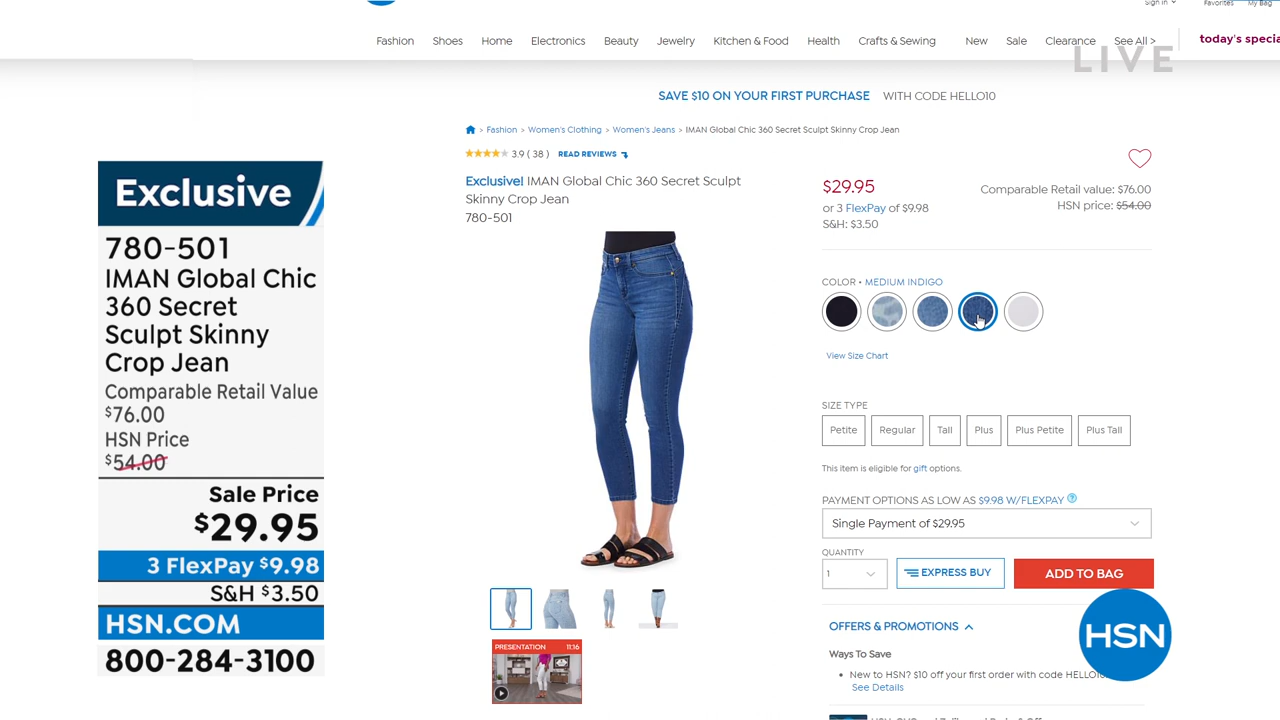 Sign In
Favorites
My Bag
Fashion
Shoes
Home
Electronics
Beauty
Jewelry
Kitchen & Food
Health
Crafts & Sewing
New
Sale
Clearance
See All >
today's specia
LIVE
SAVE $10 ON YOUR FIRST PURCHASE WITH CODE HELLO10
> Fashion > Women's Clothing > Women's Jeans > IMAN Global Chic 360 Secret Sculpt Skinny Crop Jean
3.9 ( 38 ) READ REVIEWS
Exclusive! IMAN Global Chic 360 Secret Sculpt
Skinny Crop Jean
780-501
$29.95
or 3 FlexPay of $9.98
S&H: $3.50
Comparable Retail value: $76.00
HSN price: $54.00
Exclusive
780-501
IMAN Global Chic
360 Secret
Sculpt Skinny
Crop Jean
Comparable Retail Value
$76.00
HSN Price
$54.00
Sale Price
$29.95
3 FlexPay $9.98
S&H $3.50
HSN.COM
800-284-3100
COLOR • MEDIUM INDIGO
View Size Chart
SIZE TYPE
Petite
Regular
Tall
Plus
Plus Petite
Plus Tall
This item is eligible for gift options.
PAYMENT OPTIONS AS LOW AS $9.98 W/FLEXPAY ?
Single Payment of $29.95
QUANTITY
1
EXPRESS BUY
ADD TO BAG
PRESENTATION 11:16
OFFERS & PROMOTIONS
HSN
Ways To Save
• New to HSN? $10 off your first order with code HELLO10
See Details